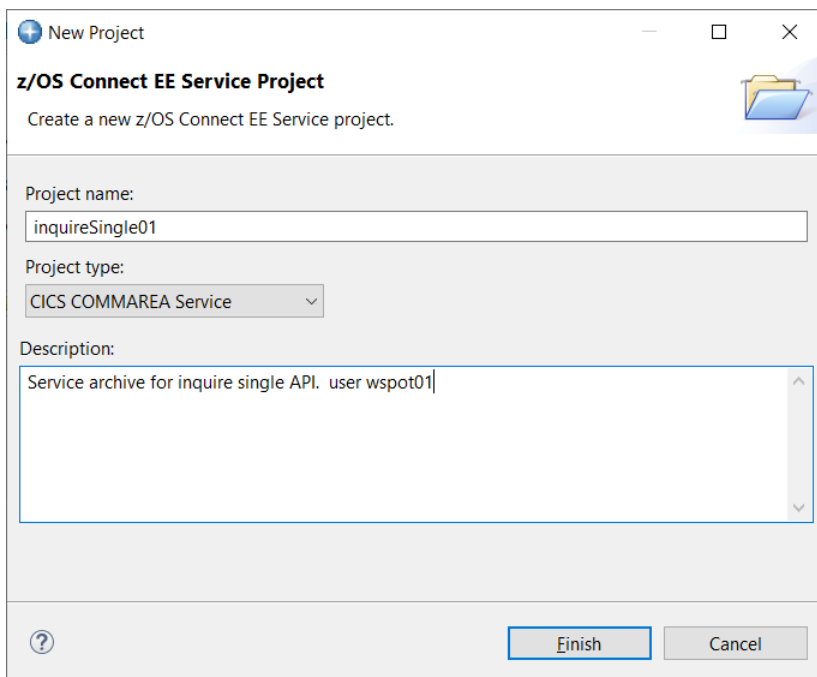 New Project
z/OS Connect EE Service Project
Create a new z/OS Connect EE Service project.
Project name:
inquireSingle01
Project type:
CICS COMMAREA Service
Description:
Service archive for inquire single API.  user wspot01
?
Finish
Cancel